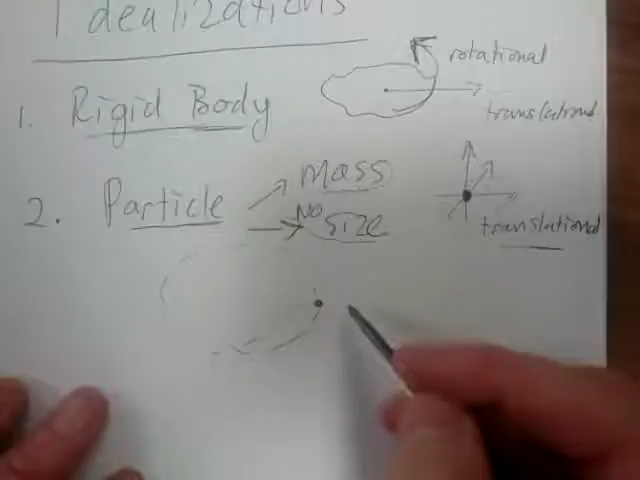 Idealizations
1. Rigid Body
rotational
translational
2. Particle
mass
NO size
translational